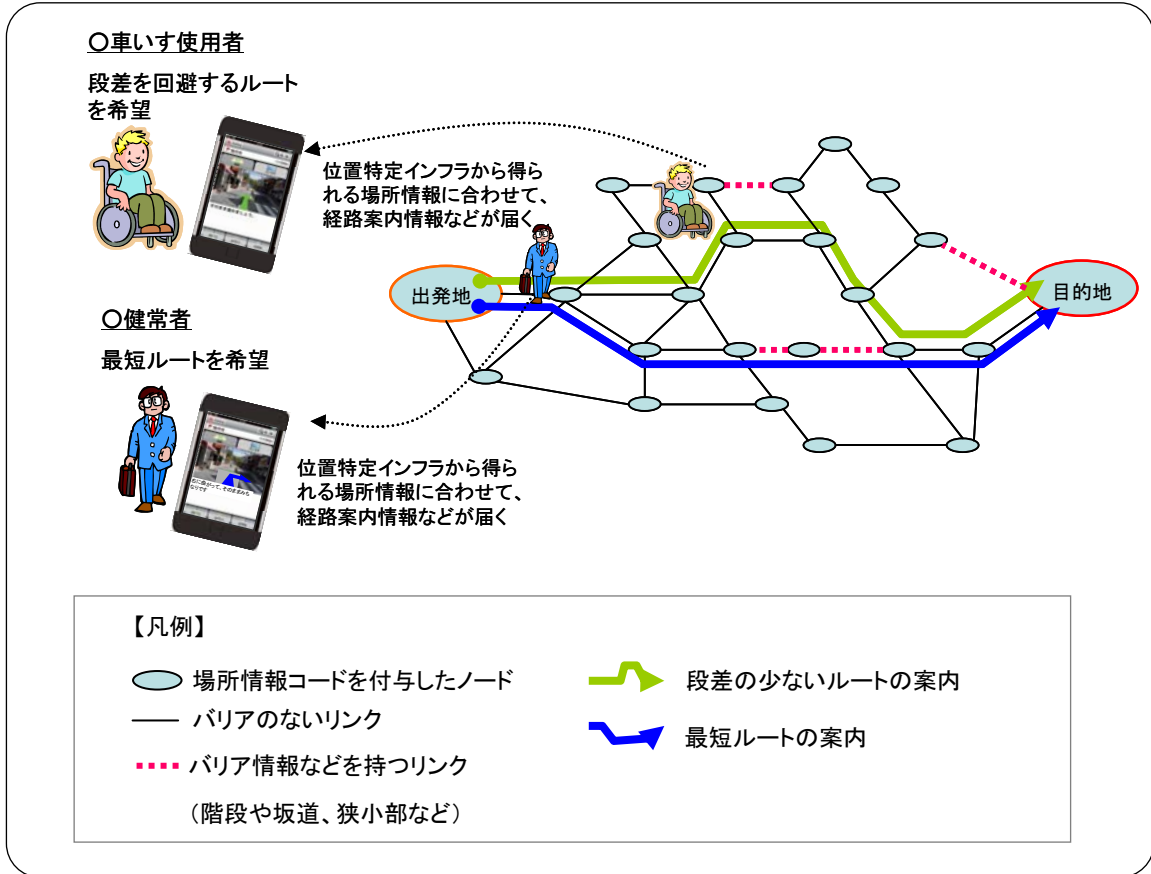 ○車いす使用者
段差を回避するルート
を希望
位置特定インフラから得ら
れる場所情報に合わせて、
経路案内情報などが届く
出発地
目的地
○健常者
最短ルートを希望
位置特定インフラから得ら
れる場所情報に合わせて、
経路案内情報などが届く
【凡例】
場所情報コードを付与したノード
バリアのないリンク
バリア情報などを持つリンク
（階段や坂道、狭小部など）
段差の少ないルートの案内
最短ルートの案内